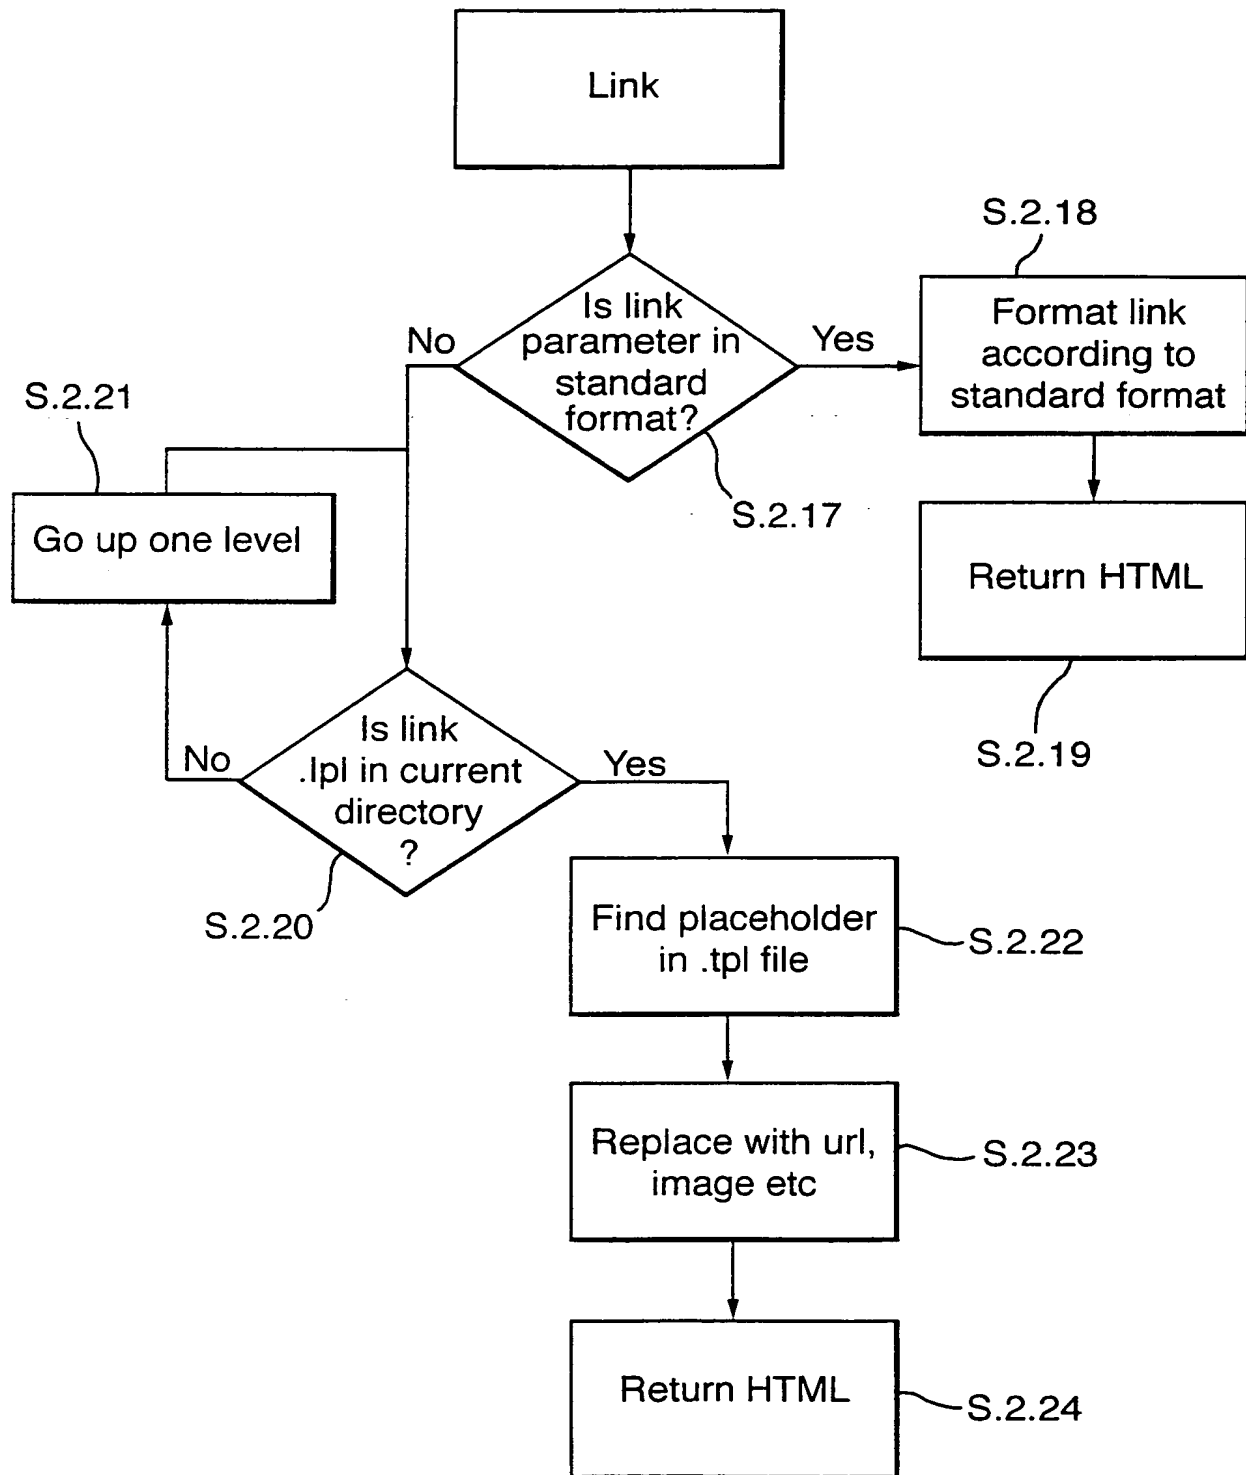 Link
S.2.18
Is link
parameter in
standard
format?
No
Yes
Format link
according to
standard format
S.2.21
S.2.17
Go up one level
Return HTML
S.2.19
Is link
.lpl in current
directory
?
No
Yes
S.2.20
Find placeholder
in .tpl file
S.2.22
Replace with url,
image etc
S.2.23
Return HTML
S.2.24